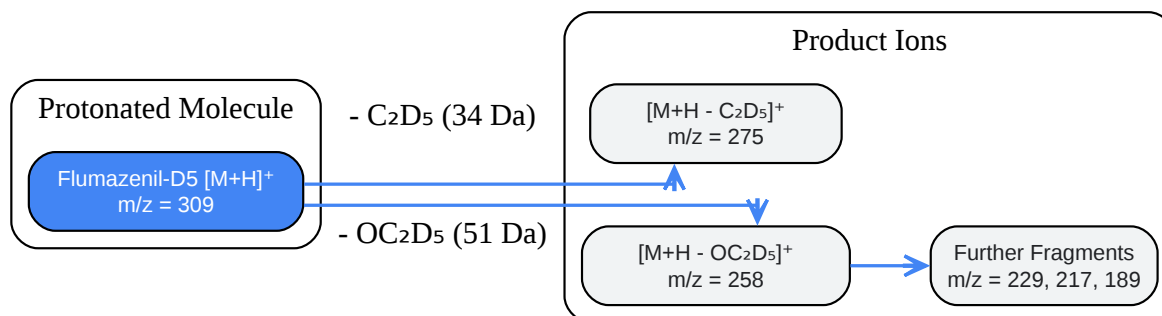 Product Ions
Protonated Molecule
- C₂D₅ (34 Da)
[M+H - C₂D₅]⁺
m/z = 275
Flumazenil-D5 [M+H]⁺
m/z = 309
- OC₂D₅ (51 Da)
[M+H - OC₂D₅]⁺
m/z = 258
Further Fragments
m/z = 229, 217, 189